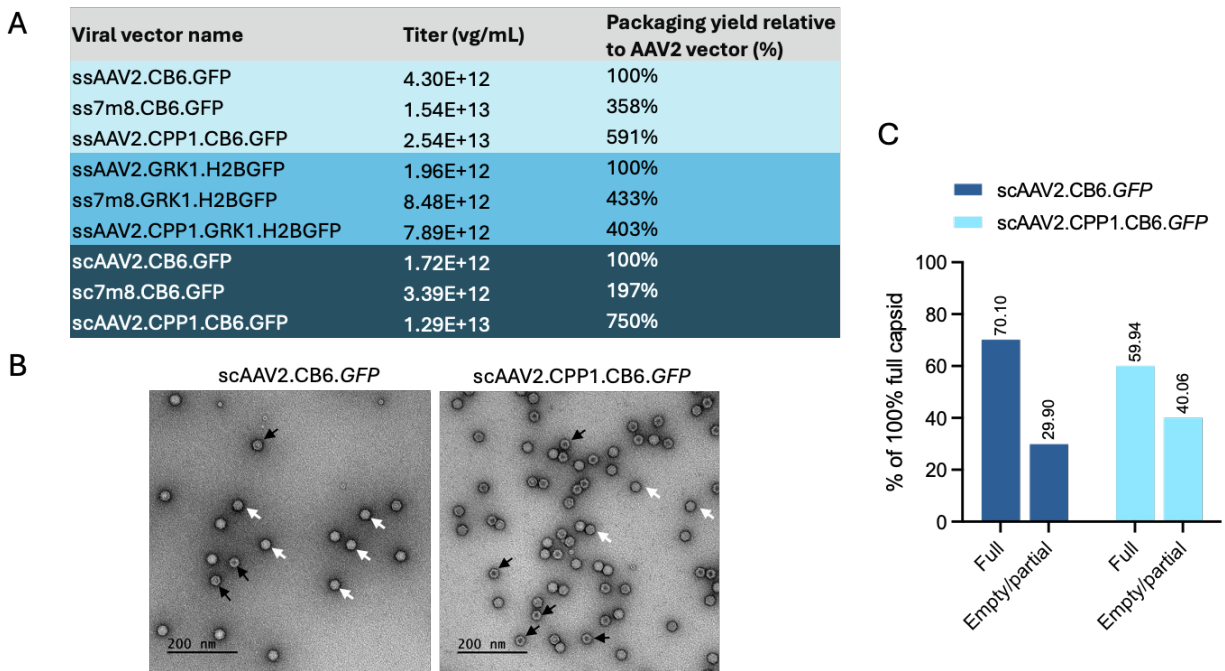 A
Viral vector name Titer (vg/mL) Packaging yield relative
to AAV2 vector (%)
ssAAV2.CB6.GFP 4.30E+12 100%
ss7m8.CB6.GFP 1.54E+13 358%
ssAAV2.CPP1.CB6.GFP 2.54E+13 591%
ssAAV2.GRK1.H2BGFP 1.96E+12 100%
ss7m8.GRK1.H2BGFP 8.48E+12 433%
ssAAV2.CPP1.GRK1.H2BGFP 7.89E+12 403%
scAAV2.CB6.GFP 1.72E+12 100%
sc7m8.CB6.GFP 3.39E+12 197%
scAAV2.CPP1.CB6.GFP 1.29E+13 750%
B
scAAV2.CB6.GFP
scAAV2.CPP1.CB6.GFP
200 nm
200 nm
C
scAAV2.CB6.GFP
scAAV2.CPP1.CB6.GFP
% of 100% full capsid
100
80
60
40
20
0
70.10
29.90
59.94
40.06
Full
Empty/partial
Full
Empty/partial